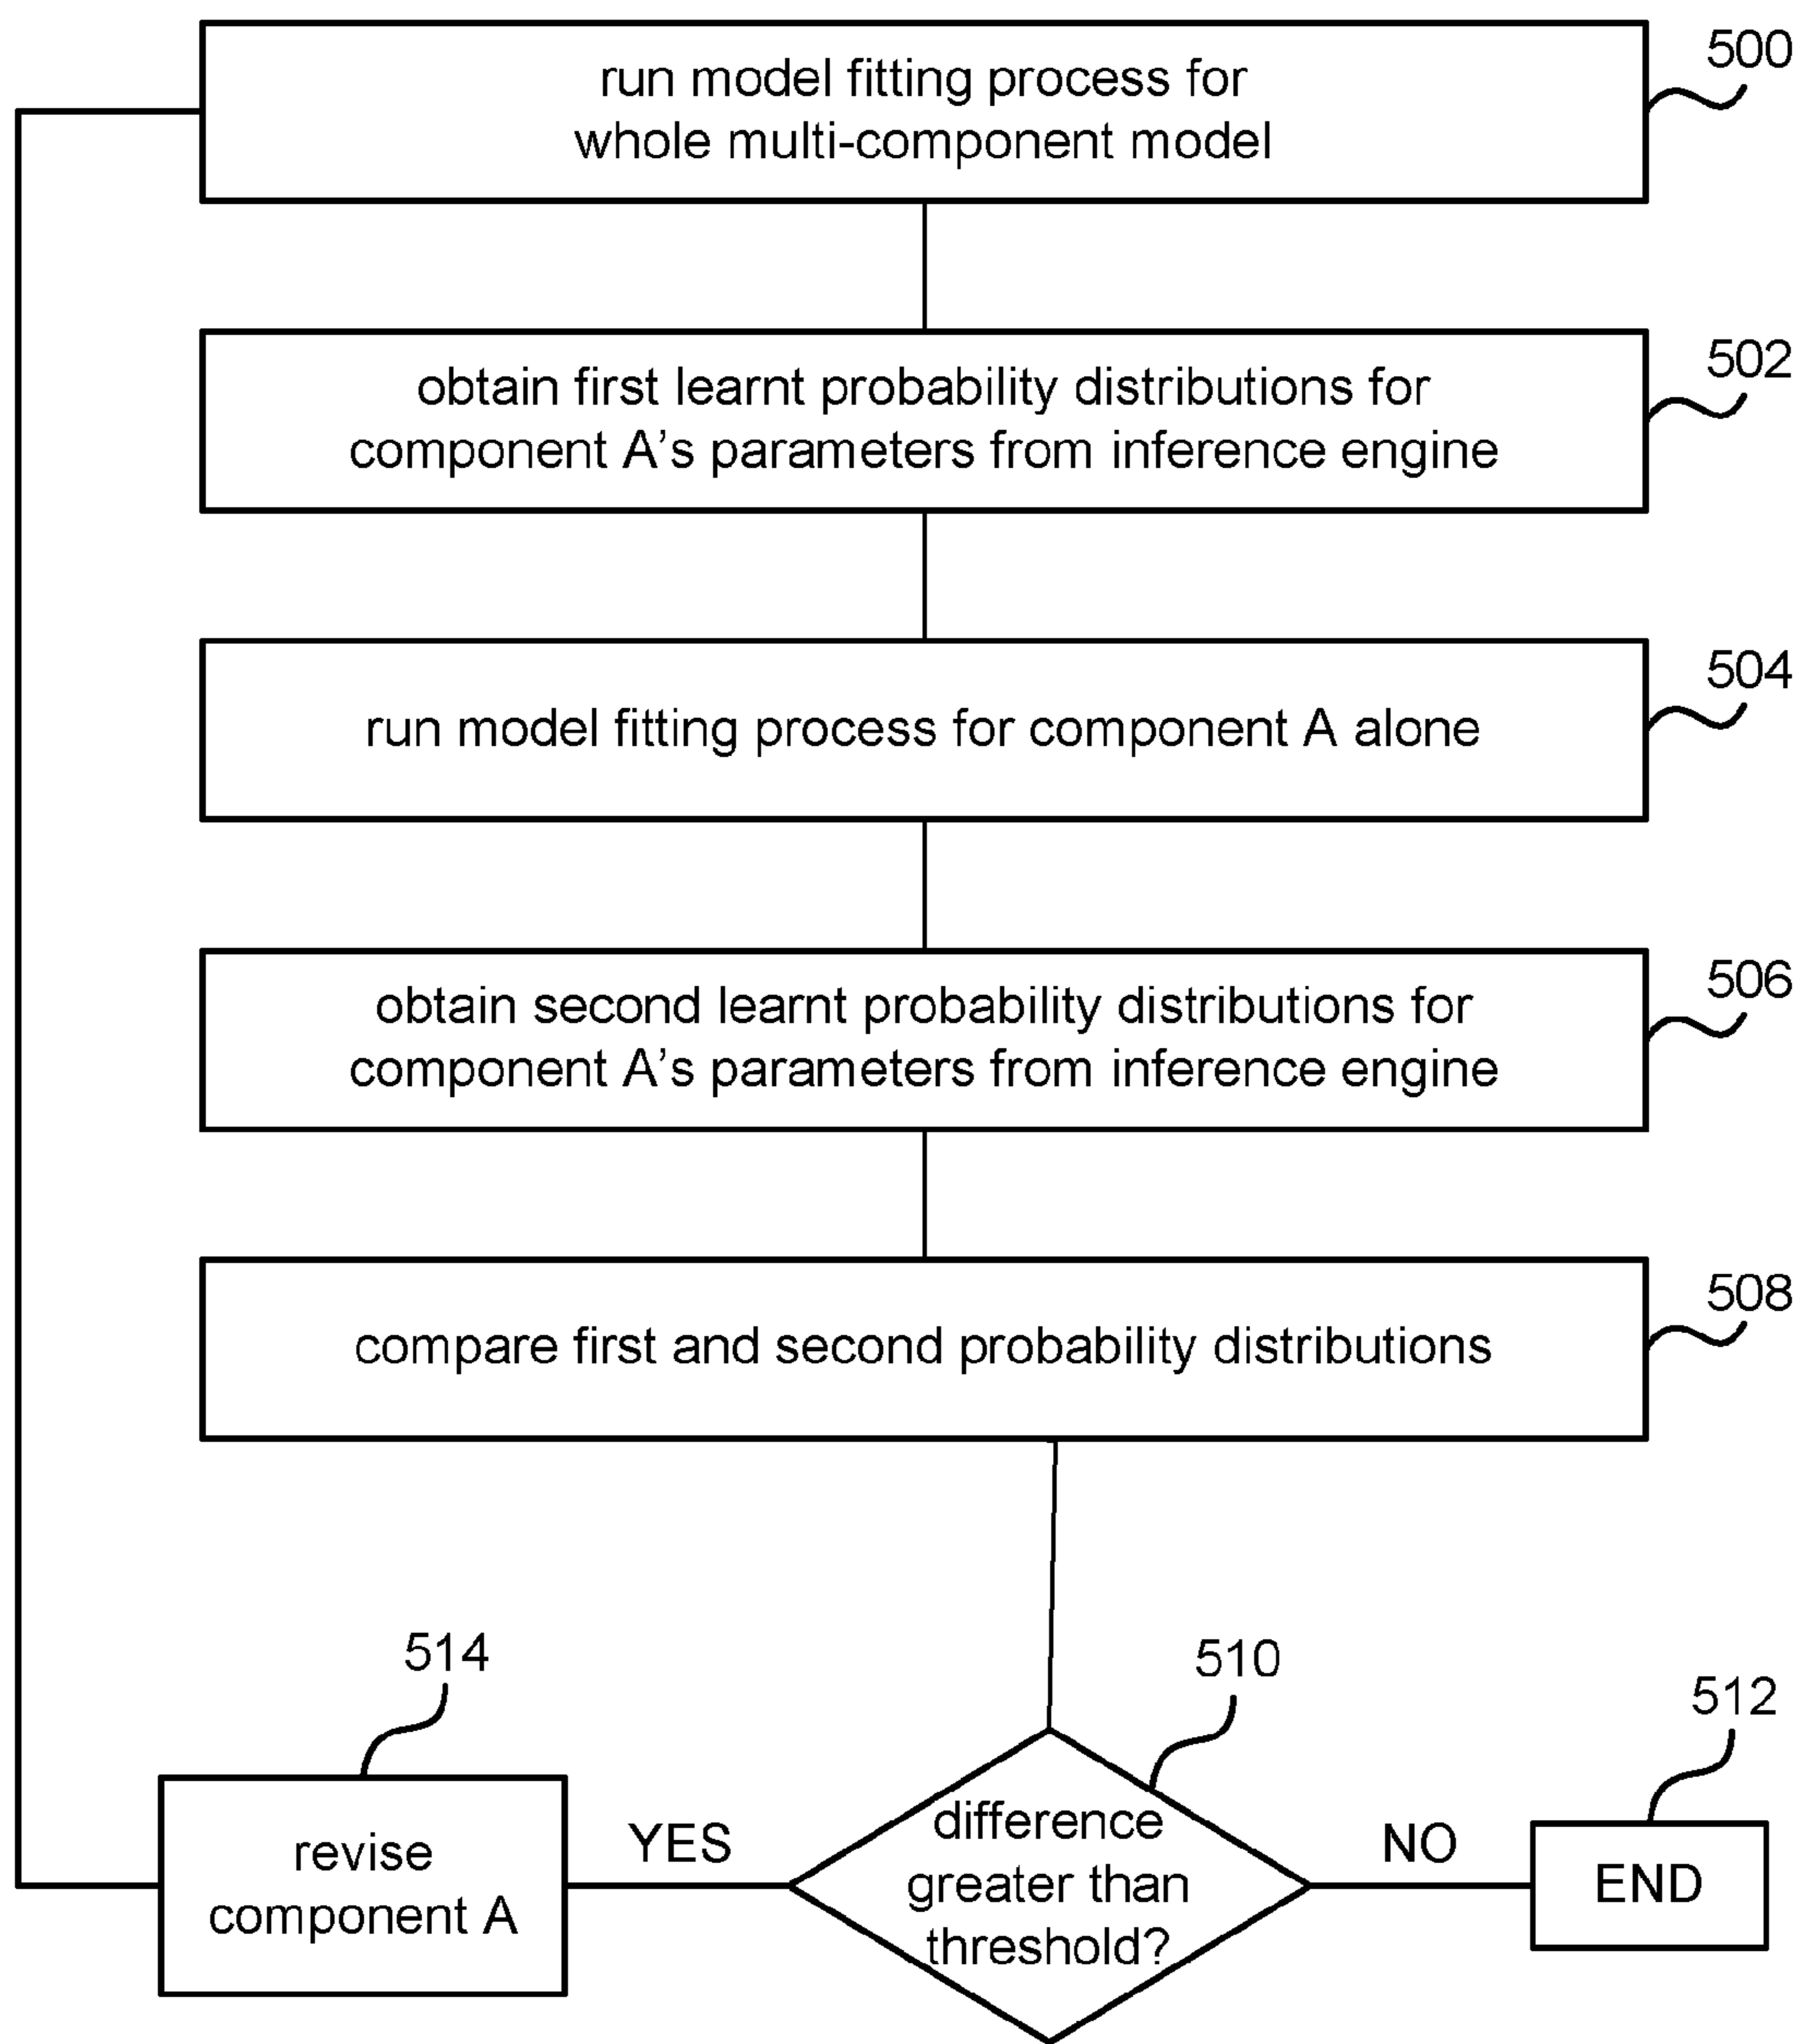 run model fitting process for
whole multi-component model
500
obtain first learnt probability distributions for
component A's parameters from inference engine
502
run model fitting process for component A alone
504
obtain second learnt probability distributions for
component A's parameters from inference engine
506
compare first and second probability distributions
508
514
revise
component A
YES
510
difference
greater than
threshold?
NO
512
END